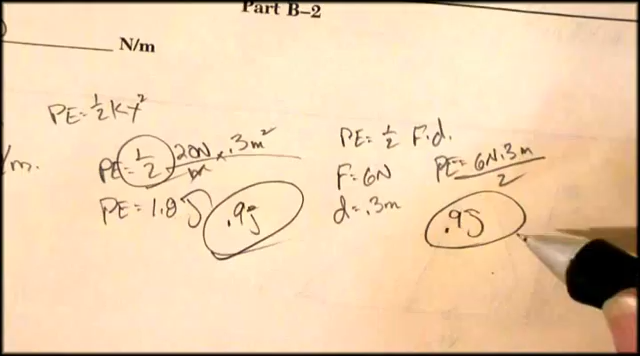 Part B–2
N/m
PE=½kx²
/m.
PE=½ 20N/m × .3m²
PE=1.8J
.9J
PE=½ F.d.
F=6N
PE=6N.3m/2
d=.3m
.9J